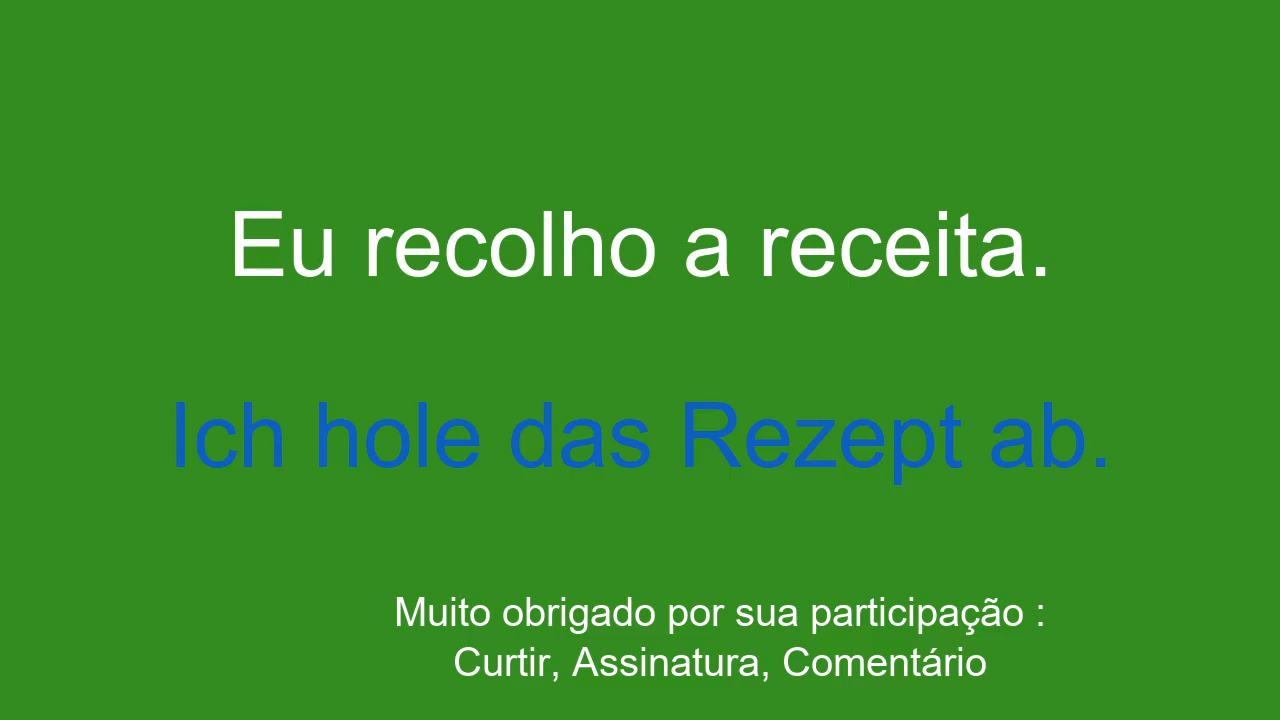 Eu recolho a receita.
Ich hole das Rezept ab.
Muito obrigado por sua participação :
Curtir, Assinatura, Comentário